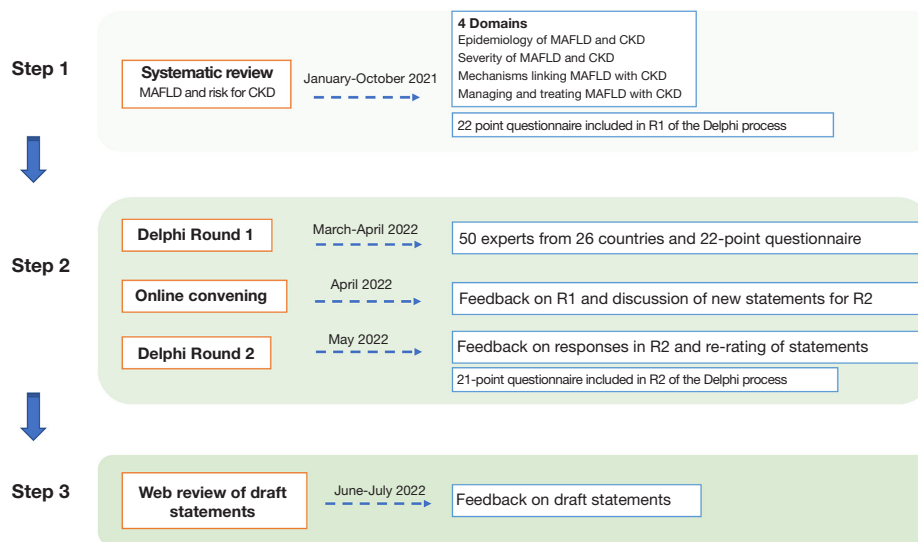 Step 1
Systematic review
MAFLD and risk for CKD
January-October 2021
4 Domains
Epidemiology of MAFLD and CKD
Severity of MAFLD and CKD
Mechanisms linking MAFLD with CKD
Managing and treating MAFLD with CKD
22 point questionnaire included in R1 of the Delphi process
Step 2
Delphi Round 1
March-April 2022
50 experts from 26 countries and 22-point questionnaire
Online convening
April 2022
Feedback on R1 and discussion of new statements for R2
Delphi Round 2
May 2022
Feedback on responses in R2 and re-rating of statements
21-point questionnaire included in R2 of the Delphi process
Step 3
Web review of draft
statements
June-July 2022
Feedback on draft statements